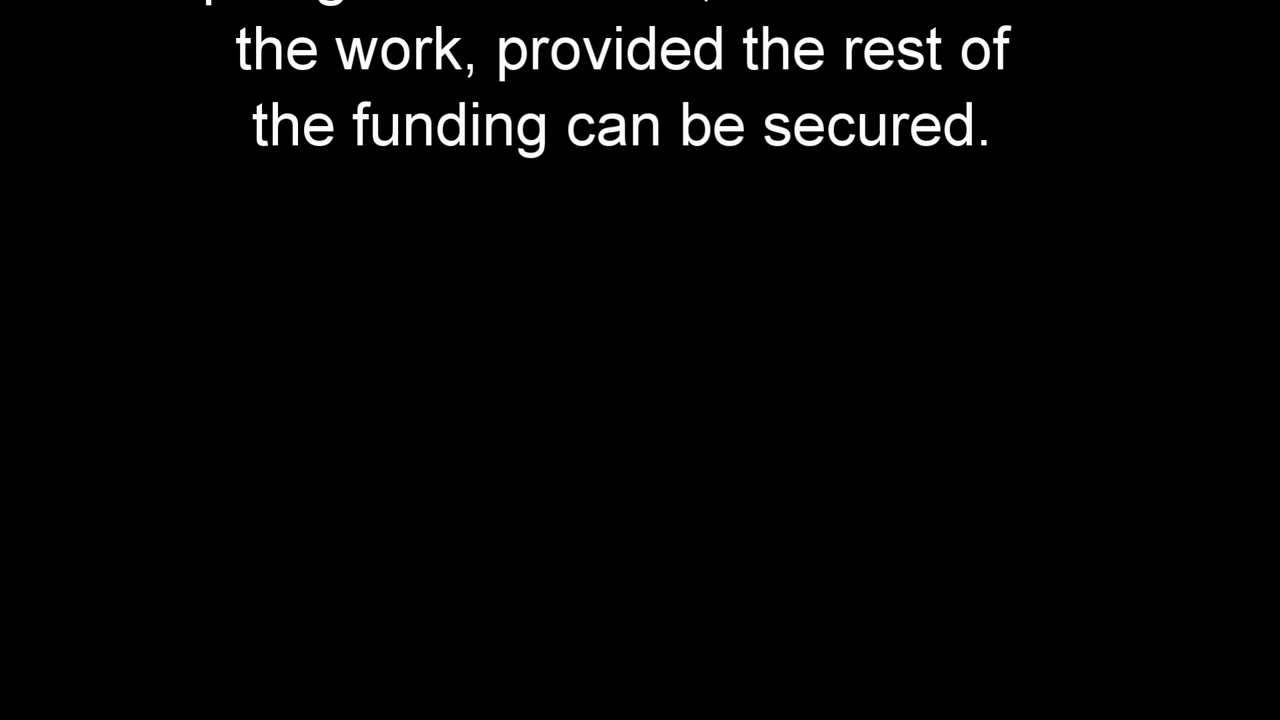 the work, provided the rest of
the funding can be secured.